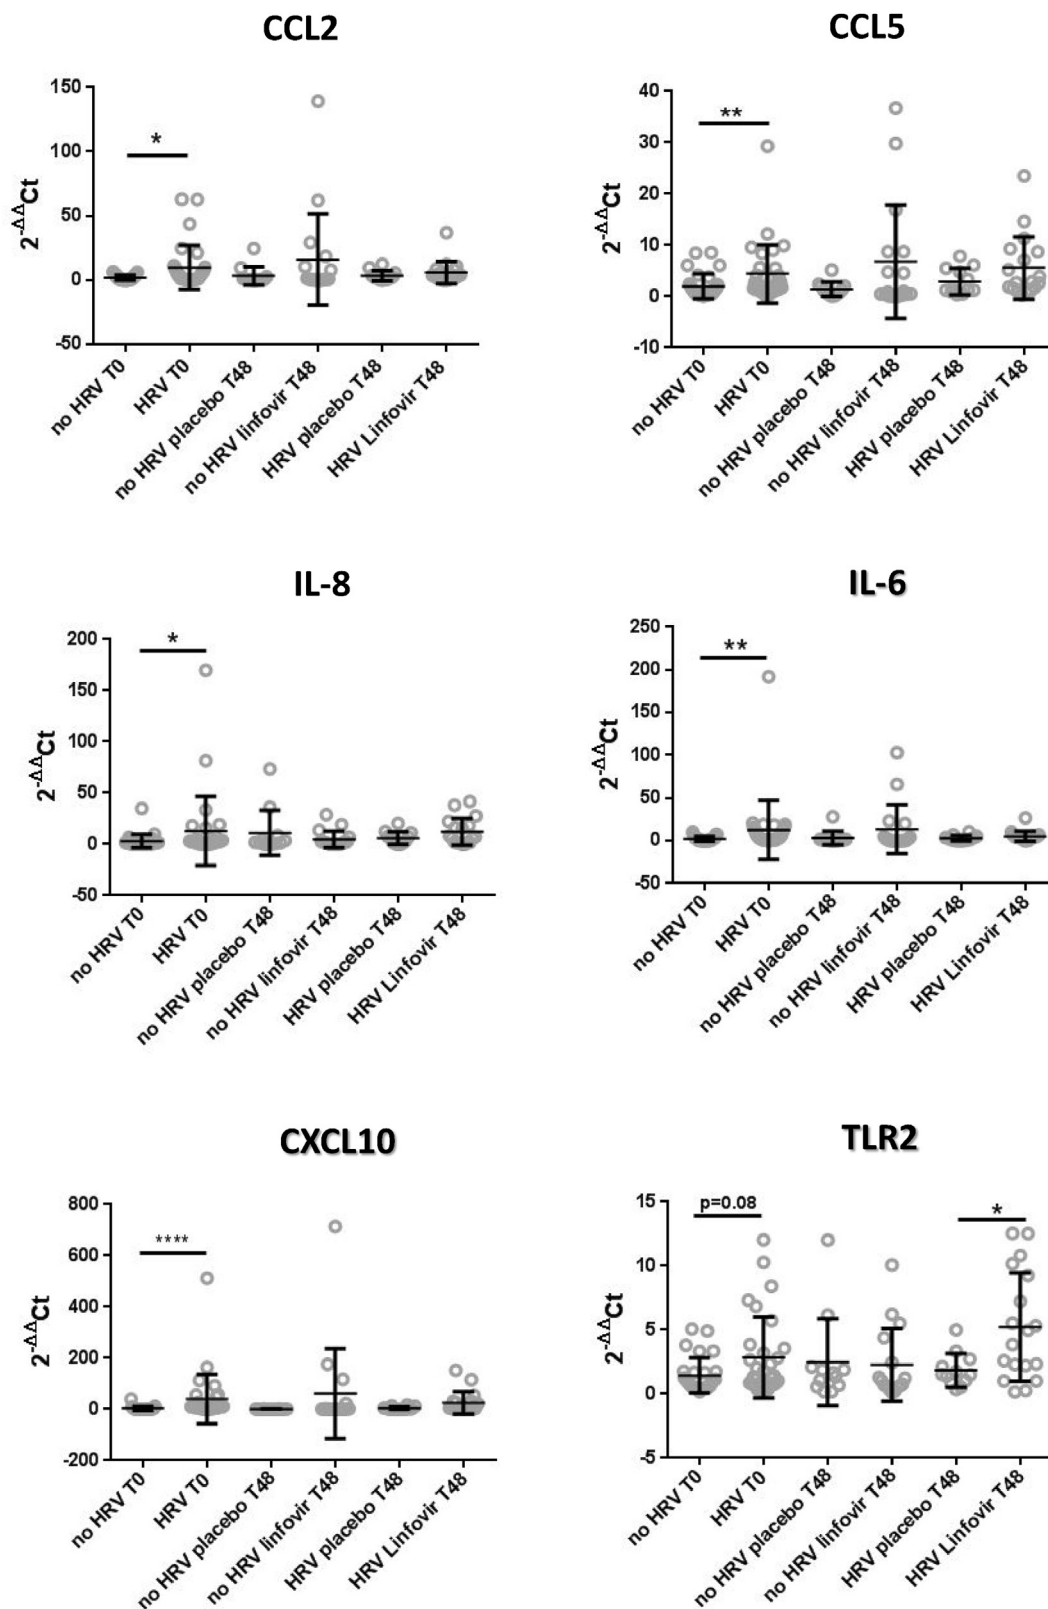 CCL2
2-ΔΔCt
150
100
50
0
-50
*
no HRV T0
HRV T0
no HRV placebo T48
no HRV linfovir T48
HRV placebo T48
HRV Linfovir T48
CCL5
2-ΔΔCt
40
30
20
10
0
-10
**
no HRV T0
HRV T0
no HRV placebo T48
no HRV linfovir T48
HRV placebo T48
HRV Linfovir T48
IL-8
2-ΔΔCt
200
150
100
50
0
-50
*
no HRV T0
HRV T0
no HRV placebo T48
no HRV linfovir T48
HRV placebo T48
HRV Linfovir T48
IL-6
2-ΔΔCt
250
200
150
100
50
0
-50
**
no HRV T0
HRV T0
no HRV placebo T48
no HRV linfovir T48
HRV placebo T48
HRV Linfovir T48
CXCL10
2-ΔΔCt
800
600
400
200
0
-200
****
no HRV T0
HRV T0
no HRV placebo T48
no HRV linfovir T48
HRV placebo T48
HRV Linfovir T48
TLR2
2-ΔΔCt
15
10
5
0
-5
p=0.08
*
no HRV T0
HRV T0
no HRV placebo T48
no HRV linfovir T48
HRV placebo T48
HRV Linfovir T48